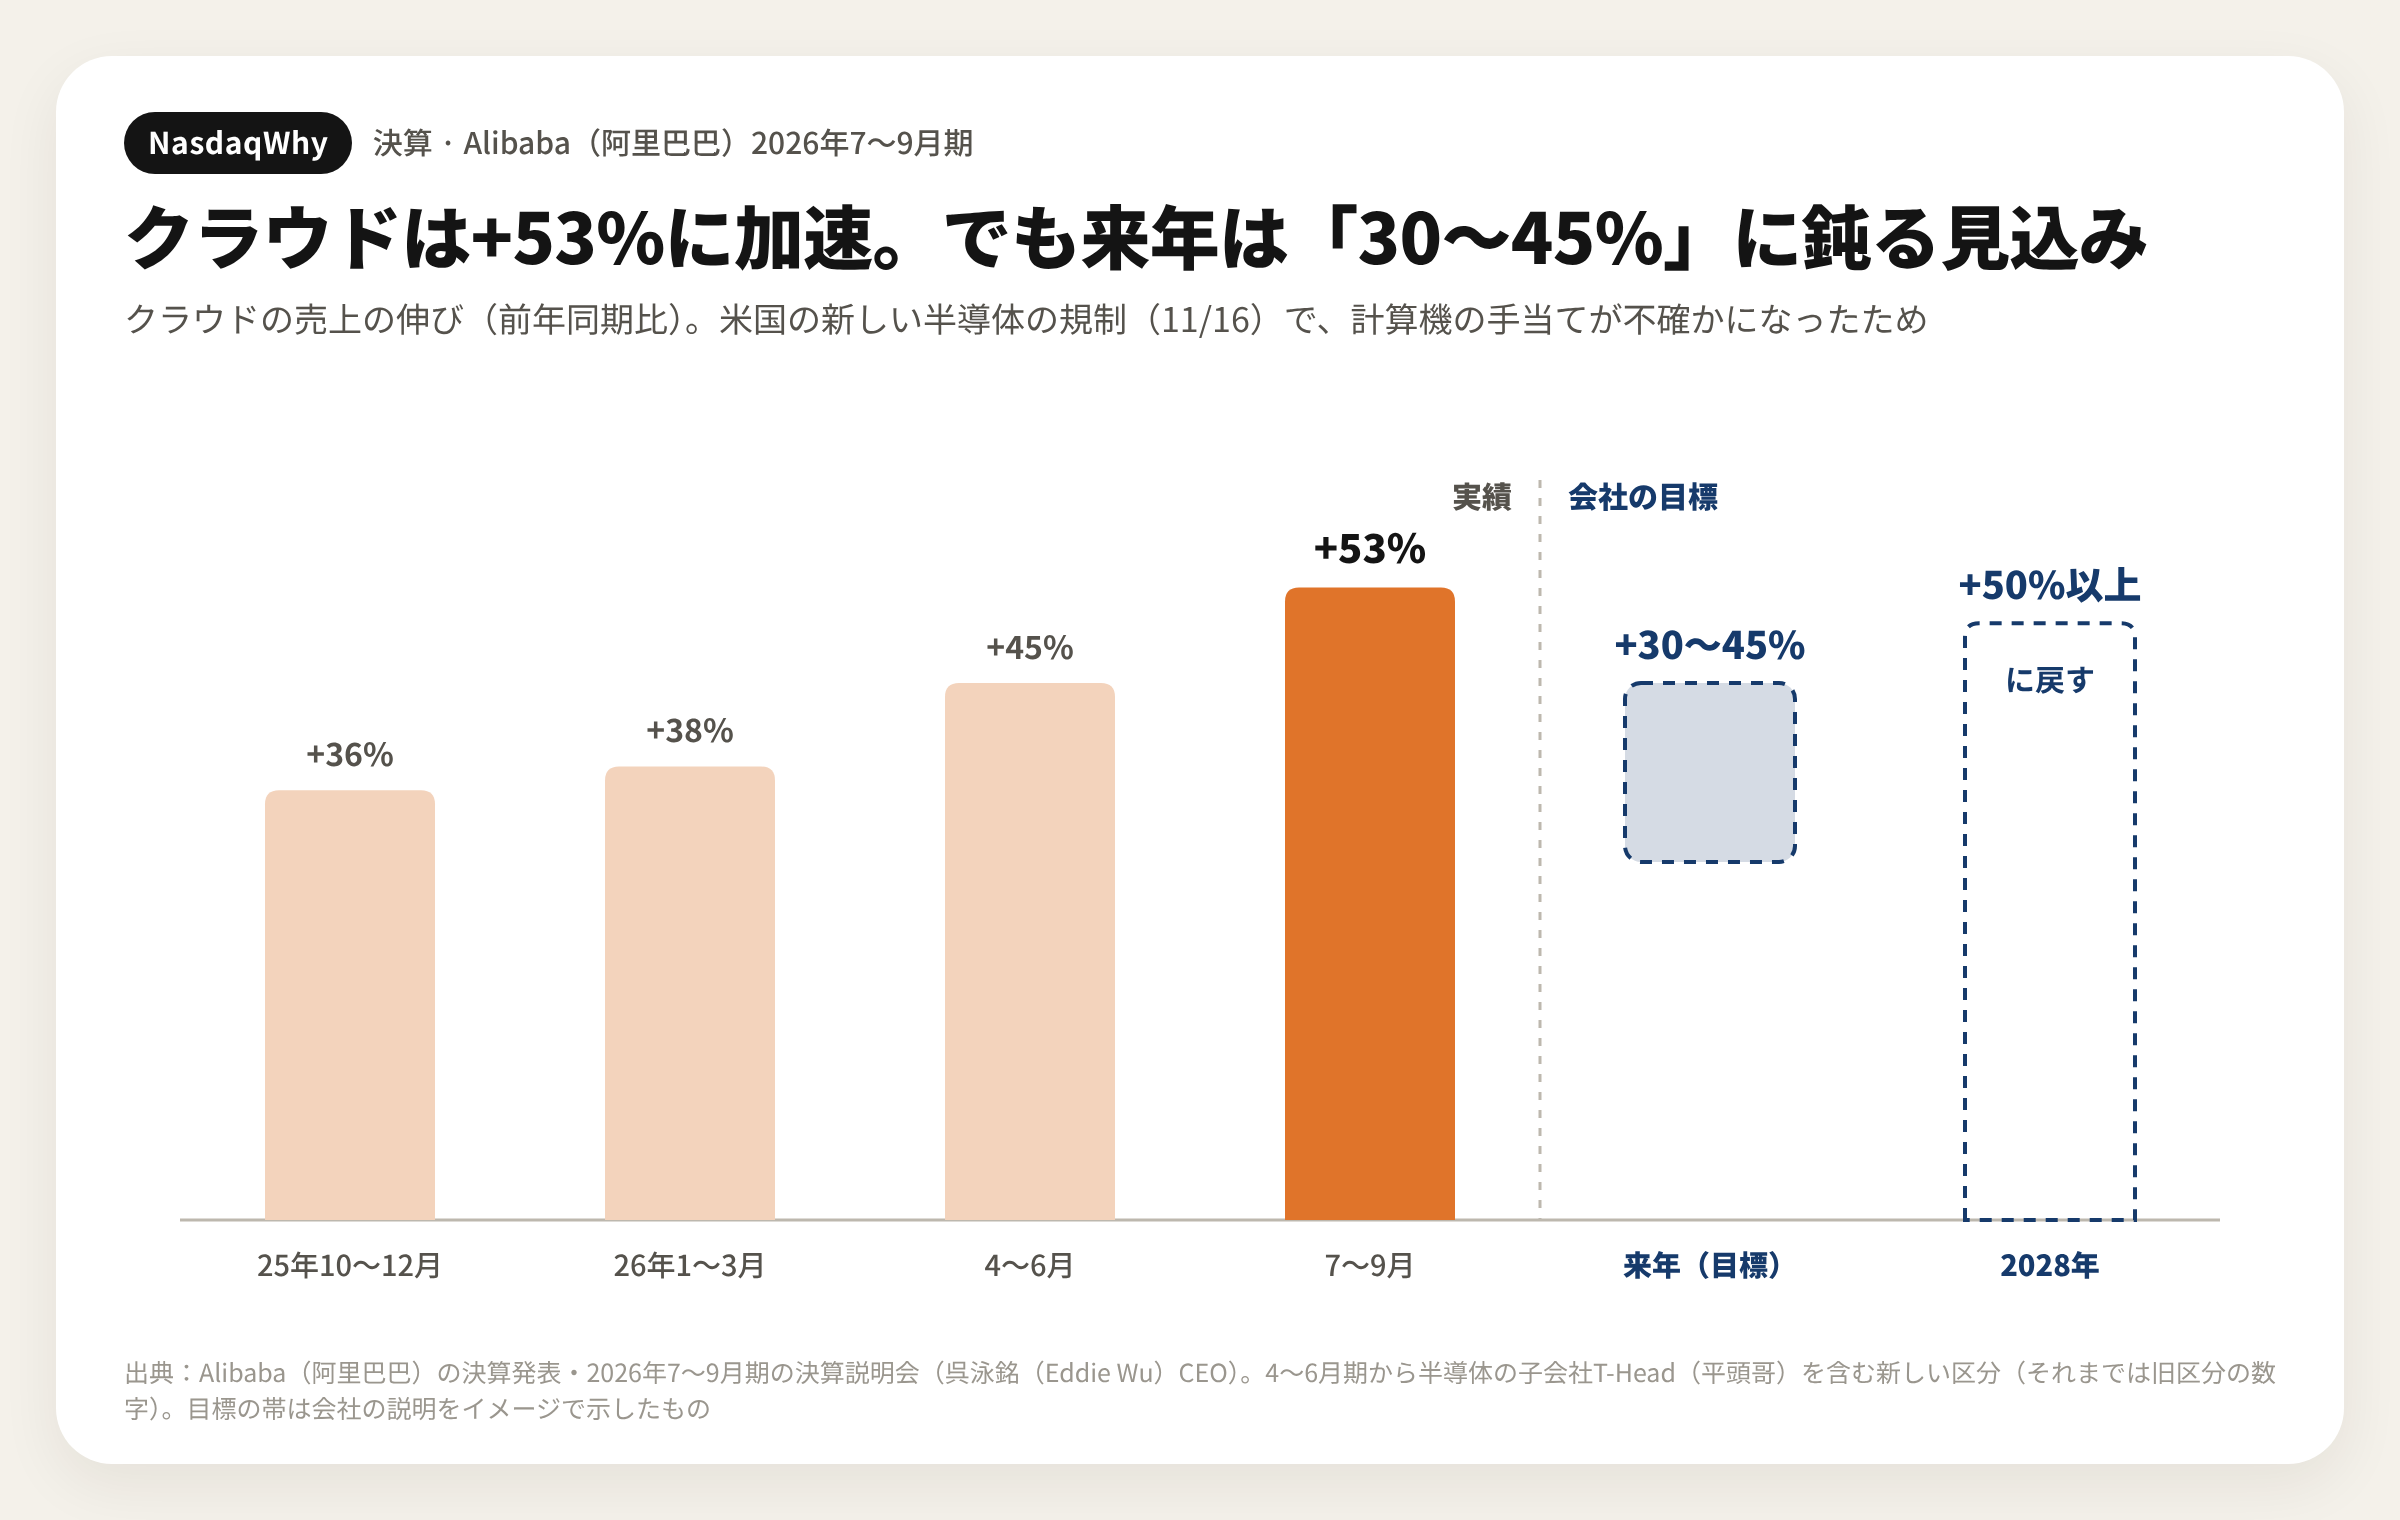 NasdaqWhy
決算 · Alibaba（阿里巴巴）2026年7〜9月期
クラウドは+53%に加速。でも来年は「30〜45%」に鈍る見込み
クラウドの売上の伸び（前年同期比）。米国の新しい半導体の規制（11/16）で、計算機の手当てが不確かになったため
実績
会社の目標
+36%
+38%
+45%
+53%
+30〜45%
+50%以上
に戻す
25年10〜12月
26年1〜3月
4〜6月
7〜9月
来年（目標）
2028年
出典：Alibaba（阿里巴巴）の決算発表・2026年7〜9月期の決算説明会（呉泳銘（Eddie Wu）CEO）。4〜6月期から半導体の子会社T-Head（平頭哥）を含む新しい区分（それまでは旧区分の数
字）。目標の帯は会社の説明をイメージで示したもの